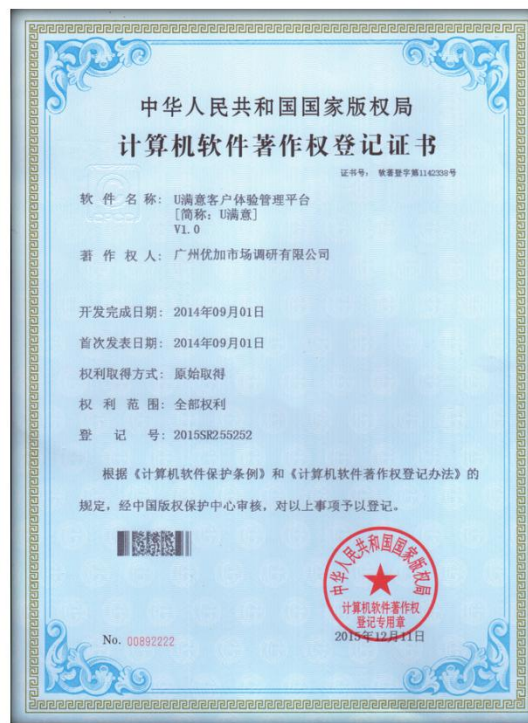 中华人民共和国国家版权局
计算机软件著作权登记证书
证书号： 软著登字第1142338号
软件名称： U满意客户体验管理平台
[简称：U满意]
V1.0
著作权人： 广州优加市场调研有限公司
开发完成日期： 2014年09月01日
首次发表日期： 2014年09月01日
权利取得方式： 原始取得
权利范围： 全部权利
登记号： 2015SR255252
根据《计算机软件保护条例》和《计算机软件著作权登记办法》的
规定，经中国版权保护中心审核，对以上事项予以登记。
中华人民共和国国家版权局
计算机软件著作权
登记专用章
No. 00892222
2015年12月11日